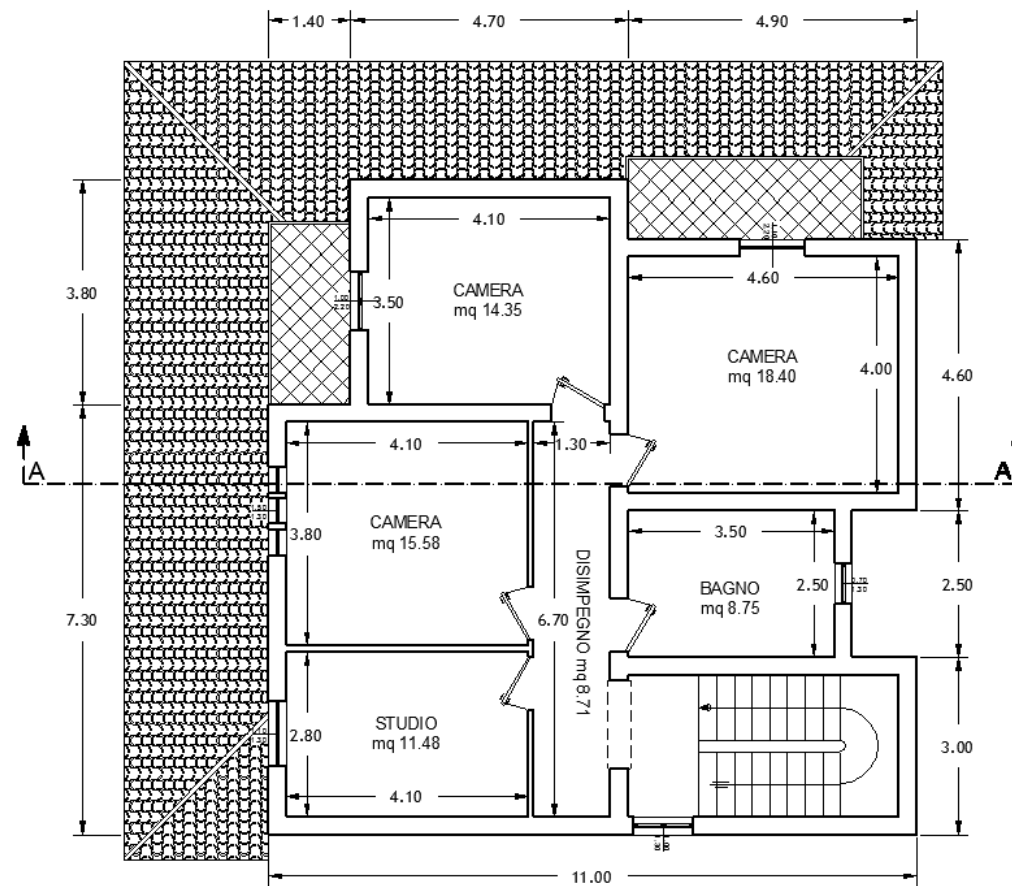 1.40
4.70
4.90
4.10
3.80
3.50
CAMERA
mq 14.35
4.60
CAMERA
mq 18.40
4.00
4.60
4.10
1.30
A
A
CAMERA
mq 15.58
3.80
3.50
DISIMPEGNO mq 8.71
2.50
BAGNO
mq 8.75
2.50
7.30
6.70
STUDIO
mq 11.48
2.80
3.00
4.10
11.00